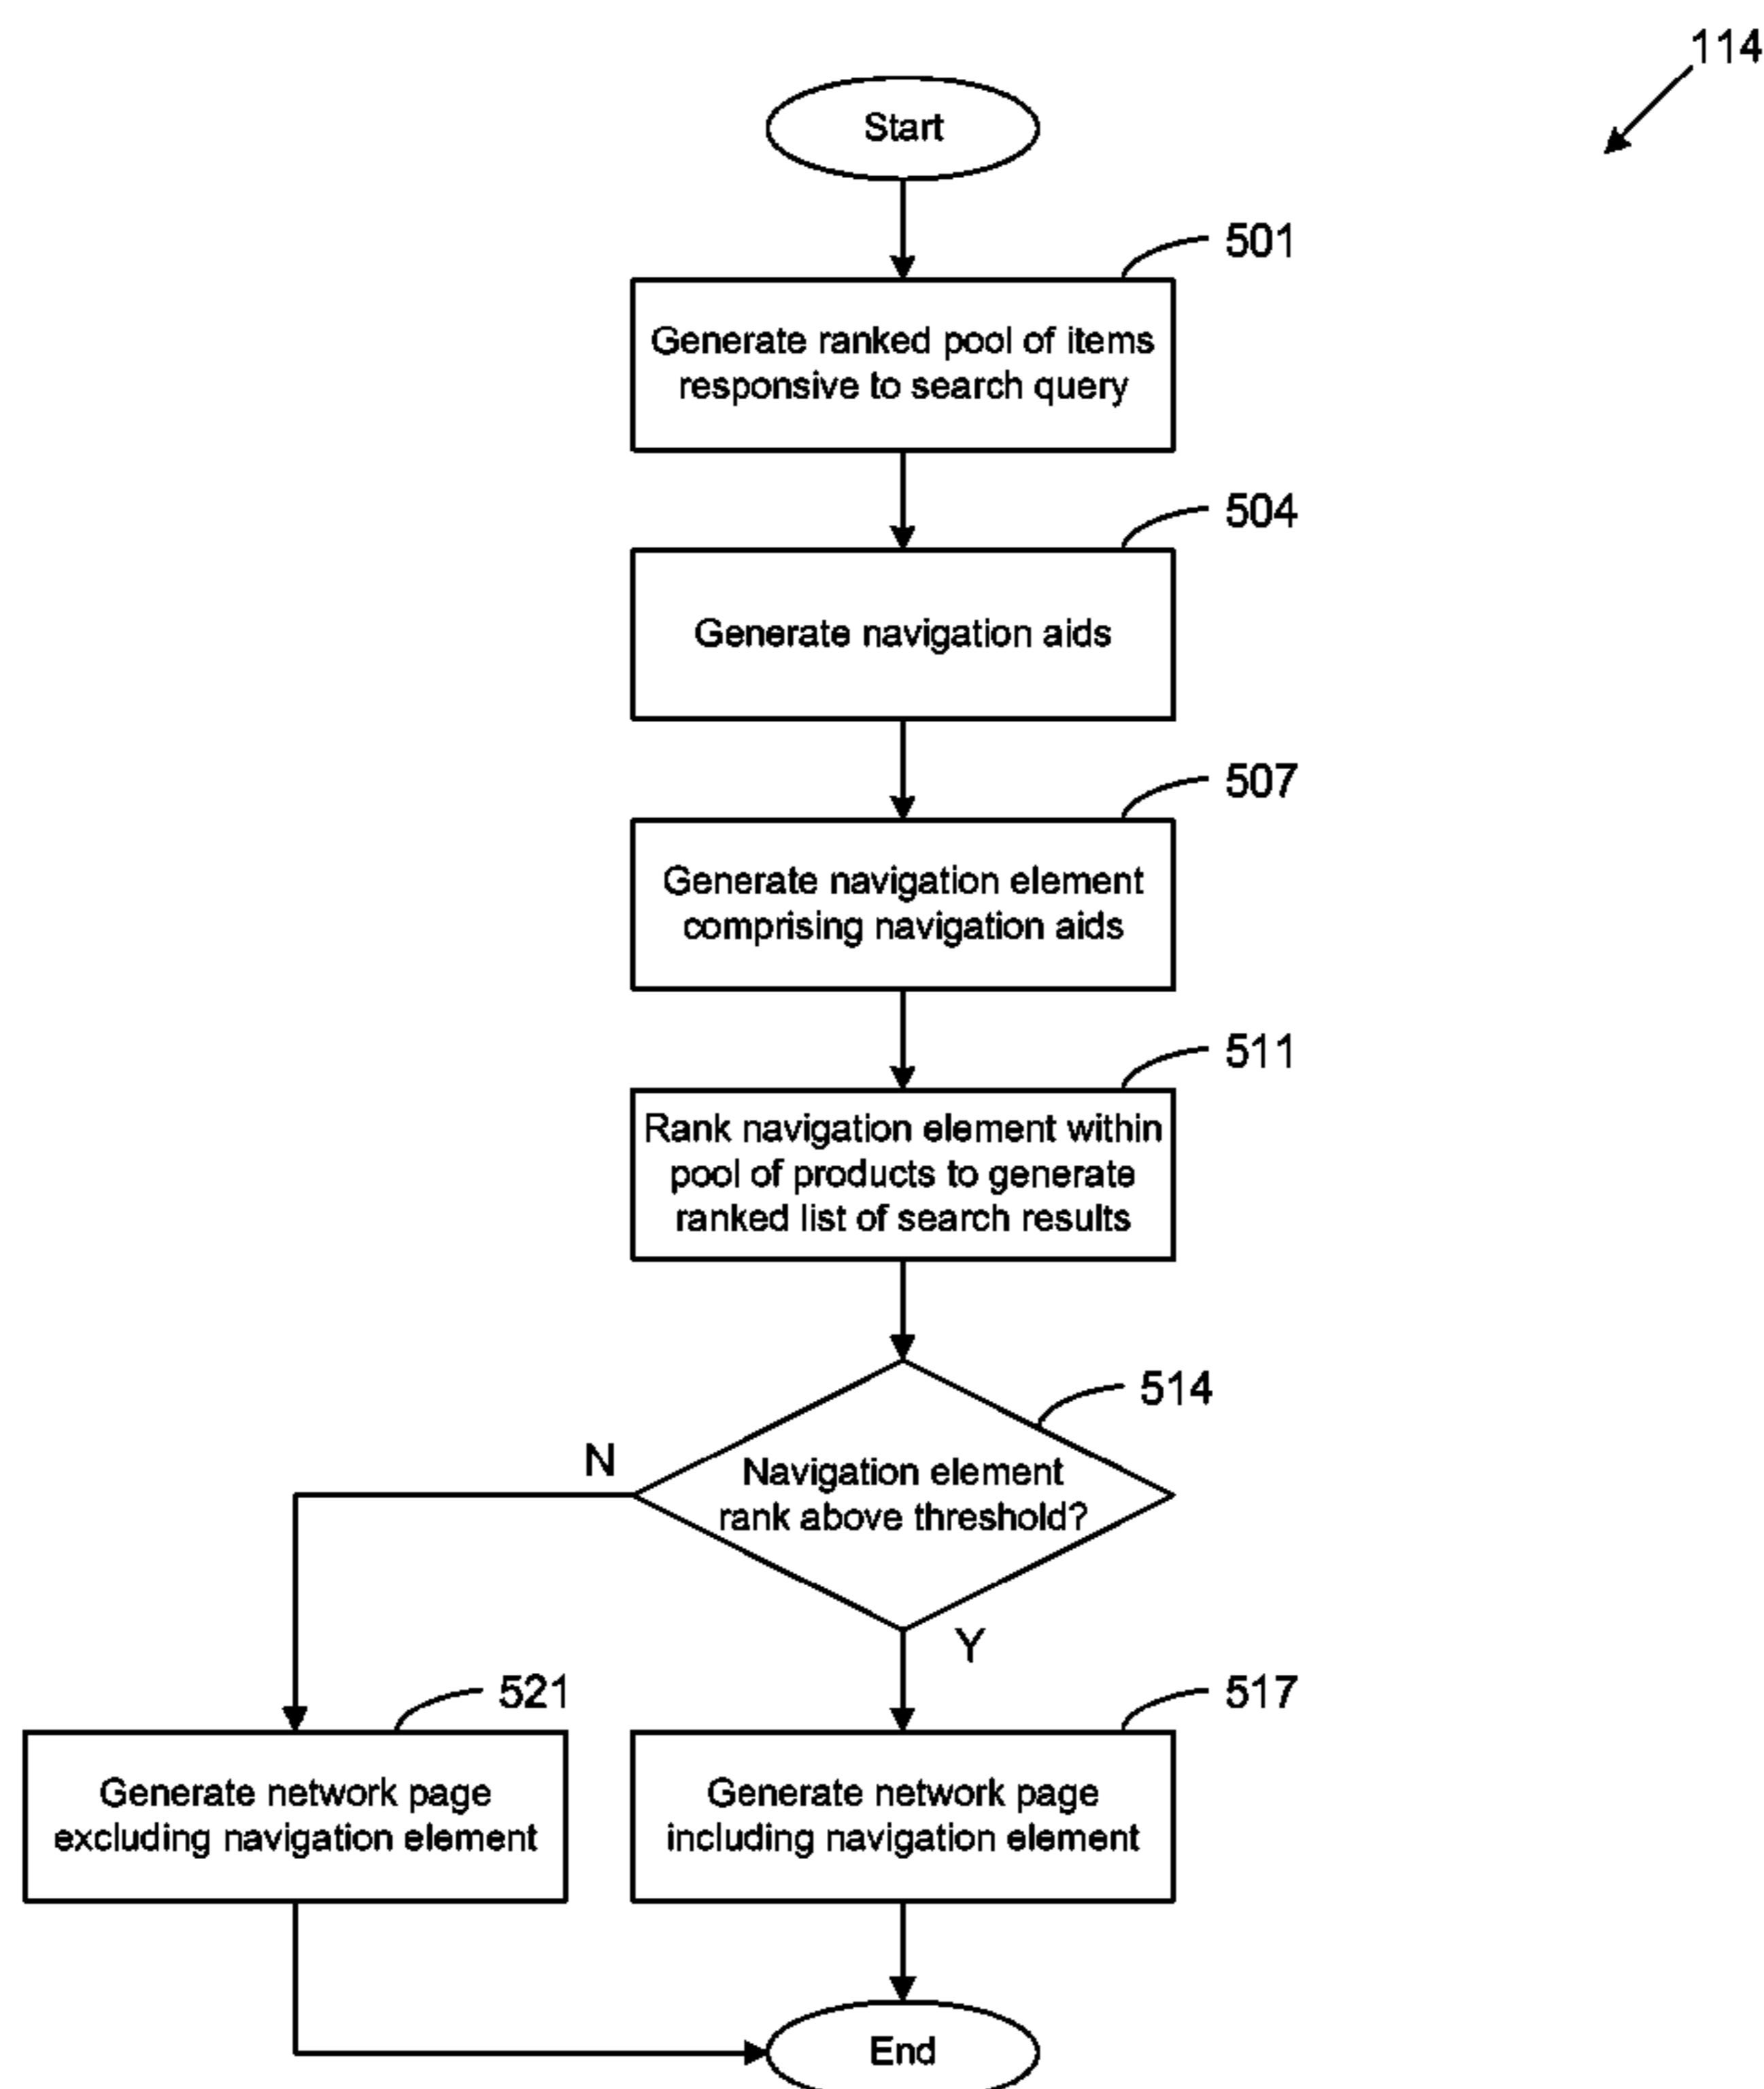 114
Start
501
Generate ranked pool of items
responsive to search query
504
Generate navigation aids
507
Generate navigation element
comprising navigation aids
511
Rank navigation element within
pool of products to generate
ranked list of search results
514
Navigation element
rank above threshold?
N
Y
521
Generate network page
excluding navigation element
517
Generate network page
including navigation element
End